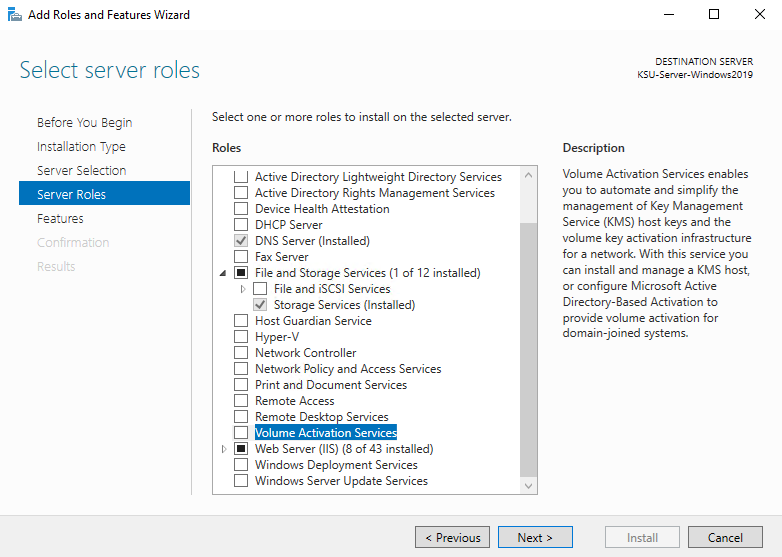 Add Roles and Features Wizard
Select server roles
DESTINATION SERVER
KSU-Server-Windows2019
Before You Begin
Installation Type
Server Selection
Server Roles
Features
Confirmation
Results
Select one or more roles to install on the selected server.
Roles
Active Directory Lightweight Directory Services
Active Directory Rights Management Services
Device Health Attestation
DHCP Server
DNS Server (Installed)
Fax Server
File and Storage Services (1 of 12 installed)
File and iSCSI Services
Storage Services (Installed)
Host Guardian Service
Hyper-V
Network Controller
Network Policy and Access Services
Print and Document Services
Remote Access
Remote Desktop Services
Volume Activation Services
Web Server (IIS) (8 of 43 installed)
Windows Deployment Services
Windows Server Update Services
Description
Volume Activation Services enables
you to automate and simplify the
management of Key Management
Service (KMS) host keys and the
volume key activation infrastructure
for a network. With this service you
can install and manage a KMS host,
or configure Microsoft Active
Directory-Based Activation to
provide volume activation for
domain-joined systems.
< Previous
Next >
Install
Cancel